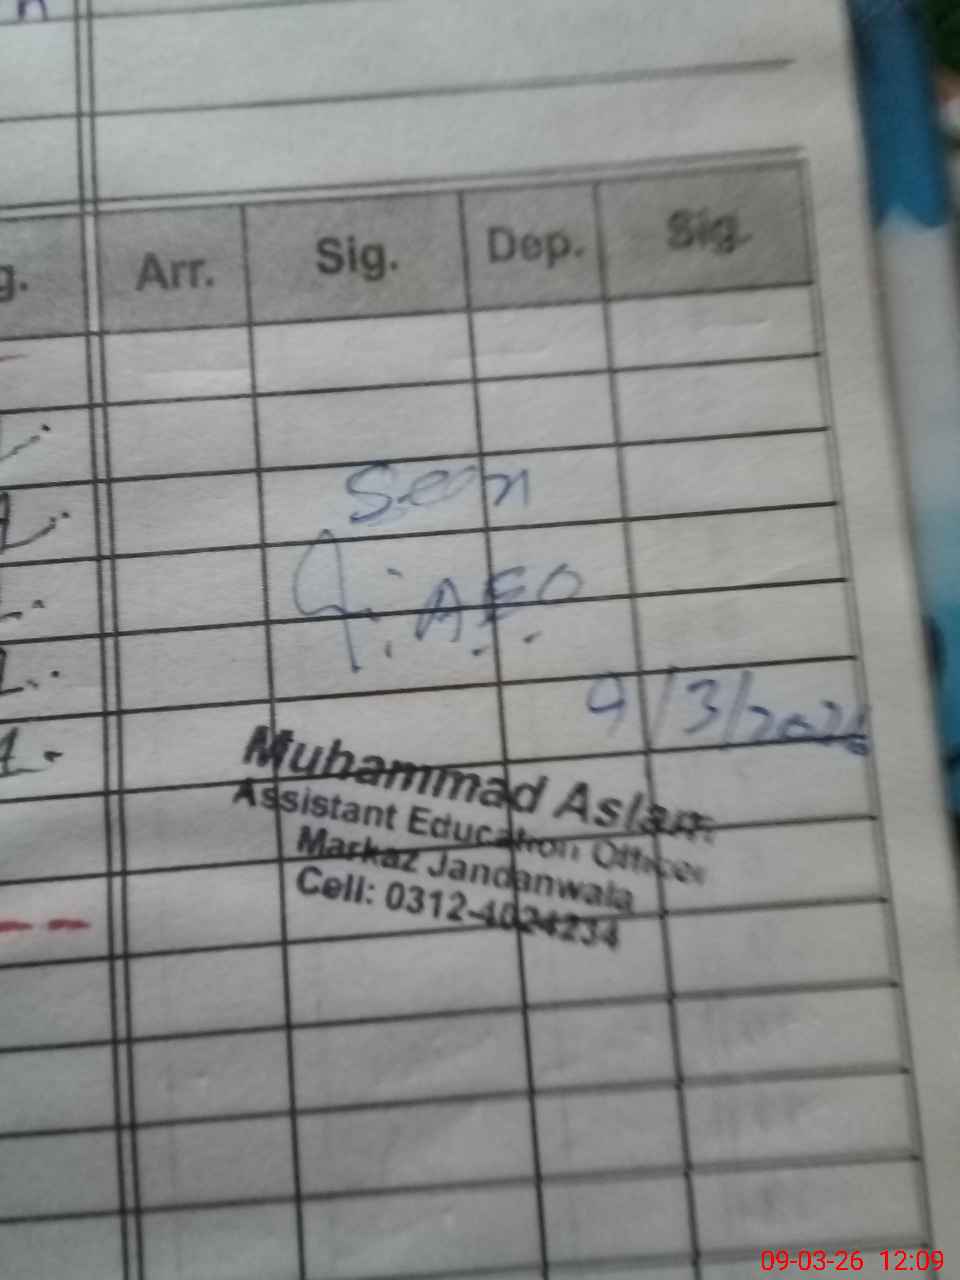 g. Arr. Sig. Dep. Sig.
Seen
A.E.O
9/3/2026
Muhammad Aslam
Assistant Education Officer
Markaz Jandanwala
Cell: 0312-4024234
09-03-26 12:09